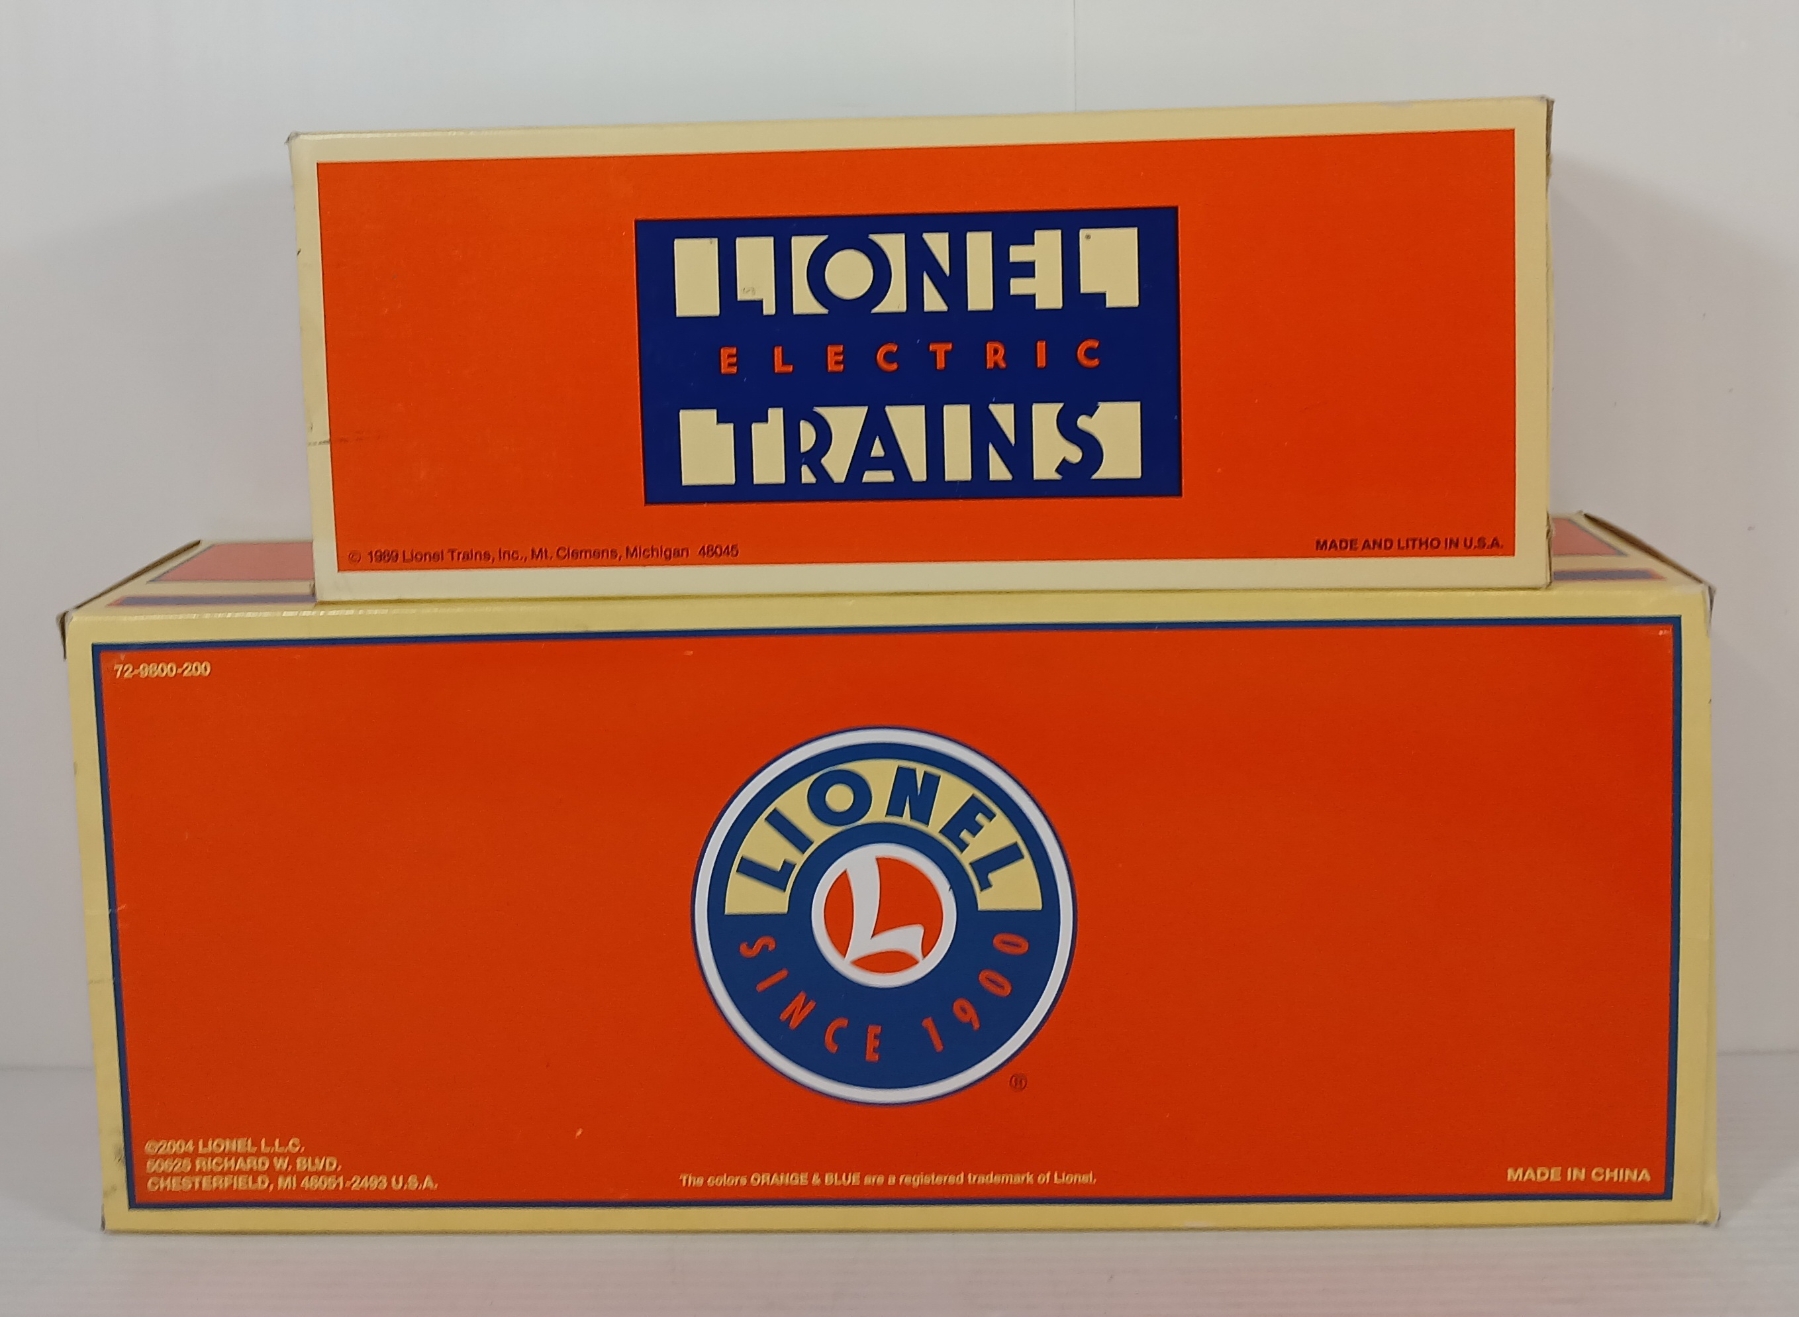 LIONEL
ELECTRIC
TRAINS
© 1989 Lionel Trains, Inc., Mt. Clemens, Michigan 48045
MADE AND LITHO IN U.S.A.
72-9800-200
LIONEL
L
SINCE 1900
®
©2004 LIONEL L.L.C.
50625 RICHARD W. BLVD.
CHESTERFIELD, MI 48051-2493 U.S.A.
The colors ORANGE & BLUE are a registered trademark of Lionel.
MADE IN CHINA